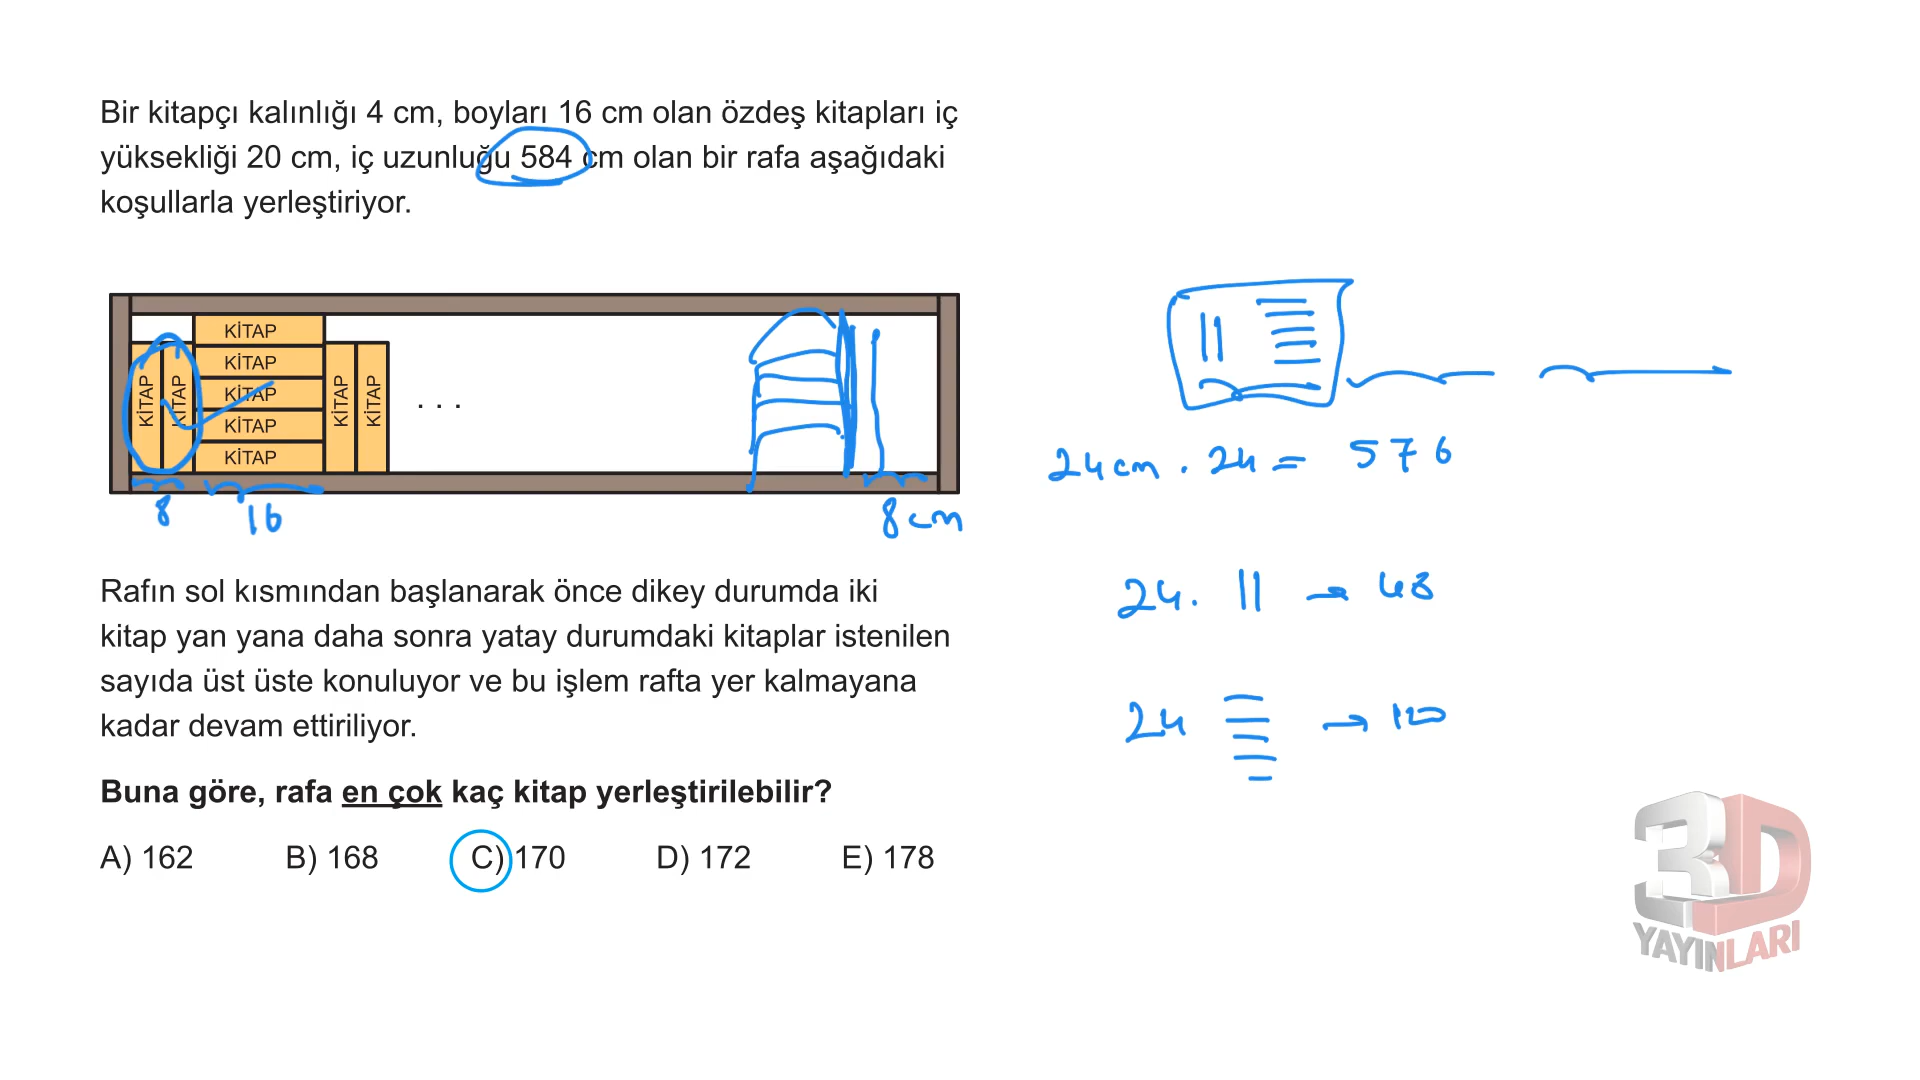 Bir kitapçı kalınlığı 4 cm, boyları 16 cm olan özdeş kitapları iç
yüksekliği 20 cm, iç uzunluğu 584 cm olan bir rafa aşağıdaki
koşullarla yerleştiriyor.
KİTAP
KİTAP
KİTAP
KİTAP
KİTAP
KİTAP
KİTAP
KİTAP
KİTAP
. . .
8
16
8 cm
24 cm . 24 = 576
24. || → 48
24 → 120
Rafın sol kısmından başlanarak önce dikey durumda iki
kitap yan yana daha sonra yatay durumdaki kitaplar istenilen
sayıda üst üste konuluyor ve bu işlem rafta yer kalmayana
kadar devam ettiriliyor.
Buna göre, rafa en çok kaç kitap yerleştirilebilir?
A) 162 B) 168 C) 170 D) 172 E) 178
3D
YAYINLARI